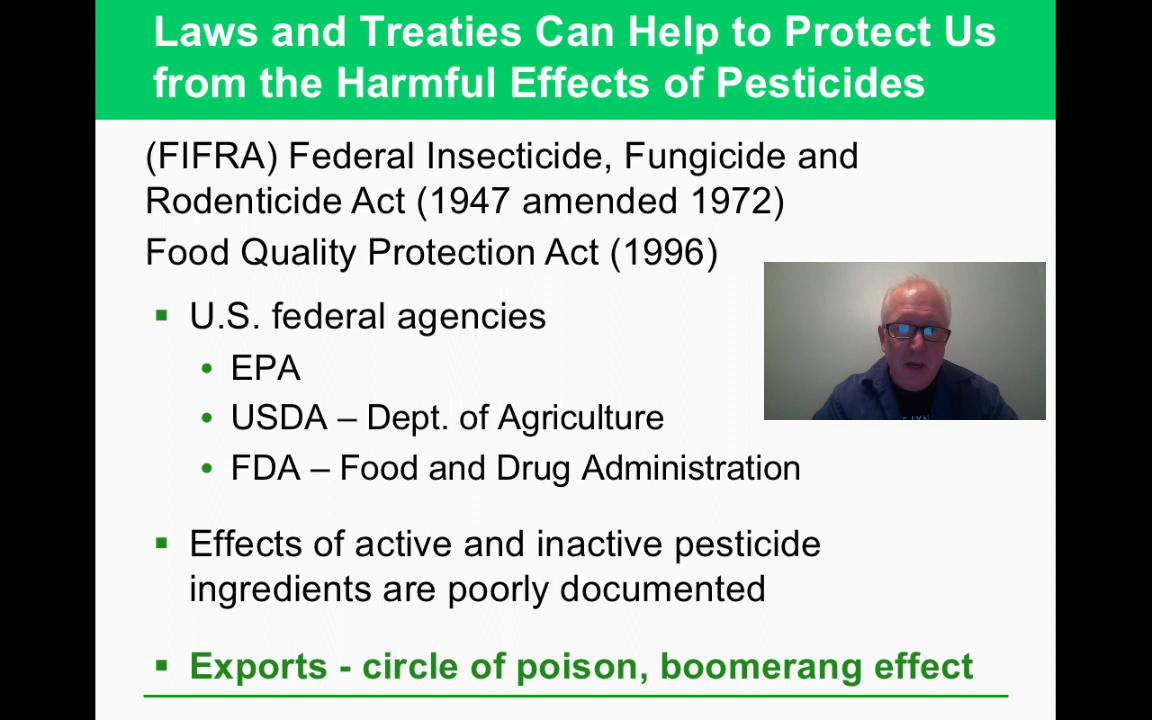 Laws and Treaties Can Help to Protect Us
from the Harmful Effects of Pesticides
(FIFRA) Federal Insecticide, Fungicide and
Rodenticide Act (1947 amended 1972)
Food Quality Protection Act (1996)
▪ U.S. federal agencies
• EPA
• USDA – Dept. of Agriculture
• FDA – Food and Drug Administration
▪ Effects of active and inactive pesticide
ingredients are poorly documented
▪ Exports - circle of poison, boomerang effect